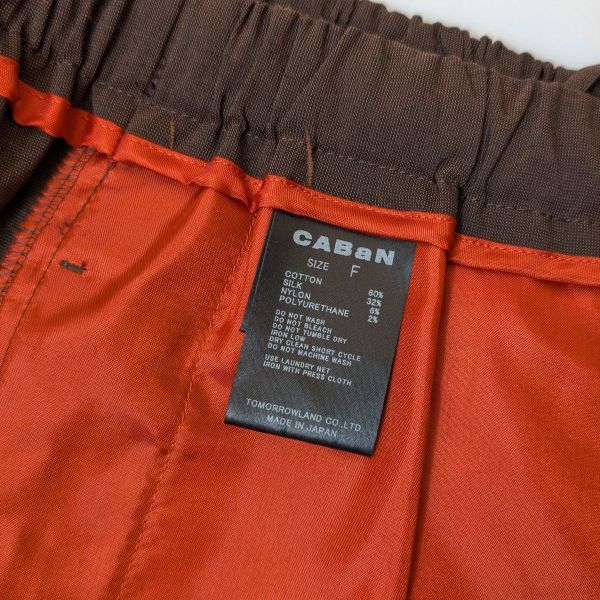 CABaN
SIZE F
COTTON 60%
SILK 32%
NYLON 6%
POLYURETHANE 2%
DO NOT WASH
DO NOT BLEACH
DO NOT TUMBLE DRY
IRON LOW
DRY CLEAN SHORT CYCLE
DO NOT MACHINE WASH
USE LAUNDRY NET
IRON WITH PRESS CLOTH
TOMORROWLAND CO.,LTD.
MADE IN JAPAN